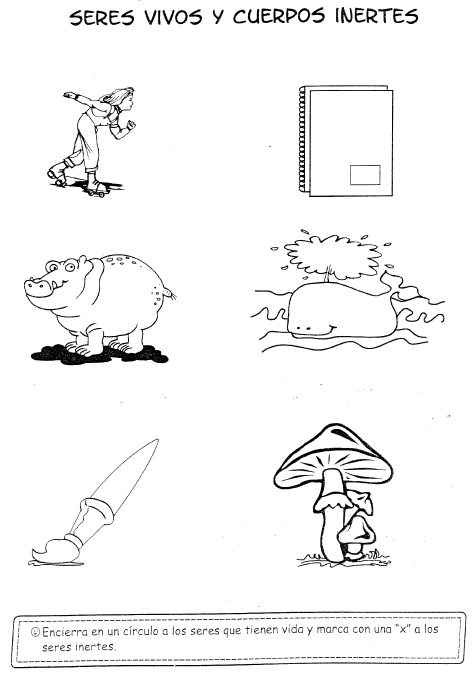 SERES VIVOS Y CUERPOS INERTES
Encierra en un círculo a los seres que tienen vida y marca con una "x" a los
seres inertes.